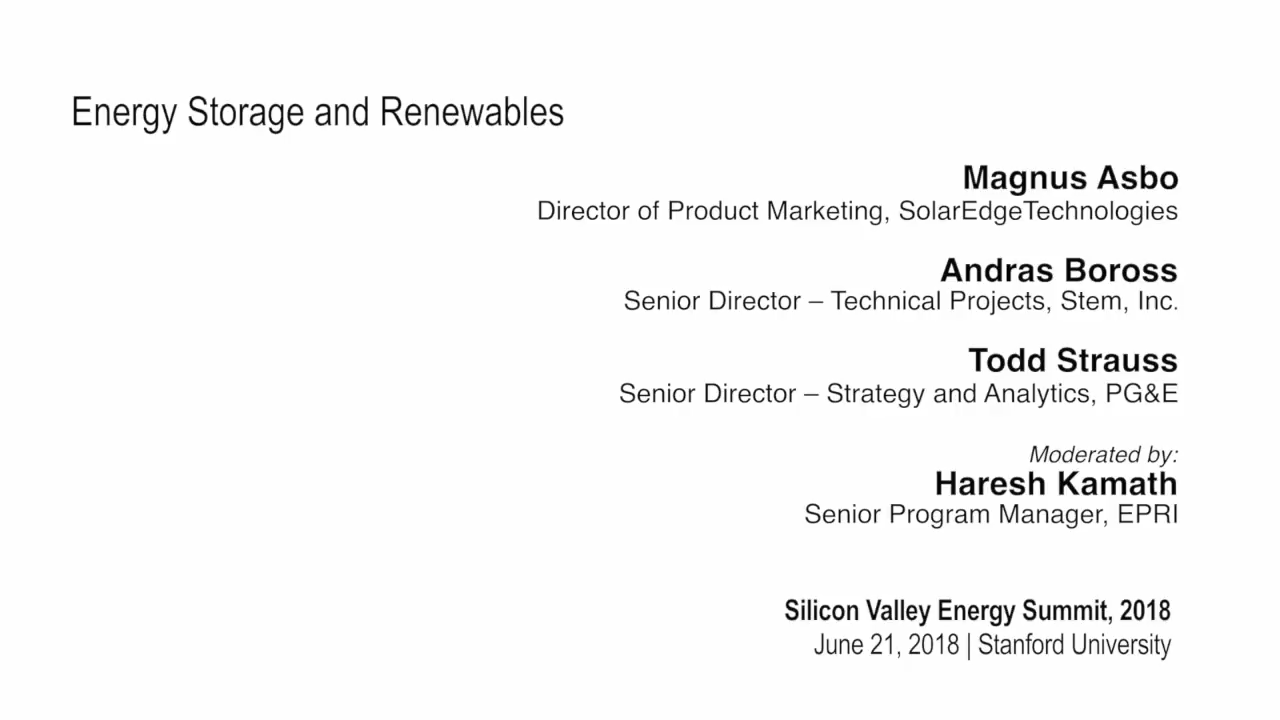 Energy Storage and Renewables
Magnus Asbo
Director of Product Marketing, SolarEdgeTechnologies
Andras Boross
Senior Director – Technical Projects, Stem, Inc.
Todd Strauss
Senior Director – Strategy and Analytics, PG&E
Moderated by:
Haresh Kamath
Senior Program Manager, EPRI
Silicon Valley Energy Summit, 2018
June 21, 2018 | Stanford University